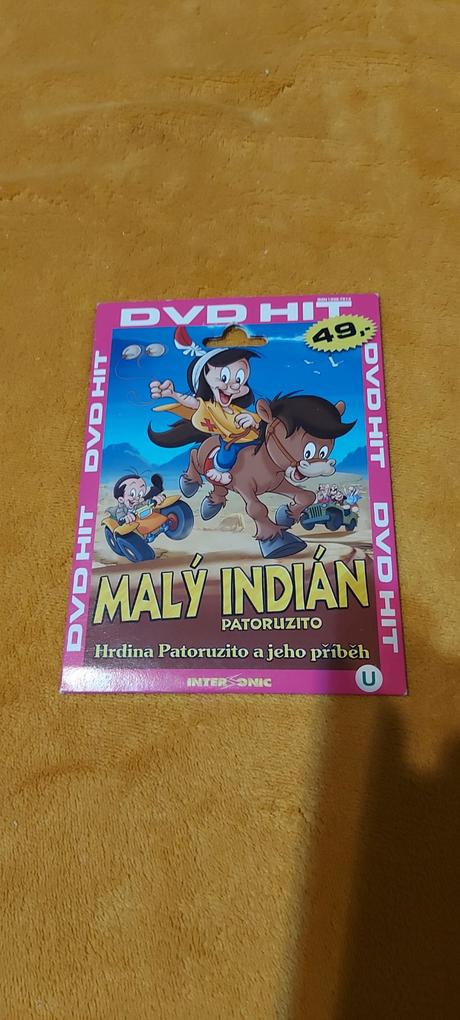 DVD HIT
49,-
DVD HIT
DVD HIT
DVD HIT
DVD HIT
MALÝ INDIÁN
PATORUZITO
Hrdina Patoruzito a jeho příběh
INTERSONIC
U